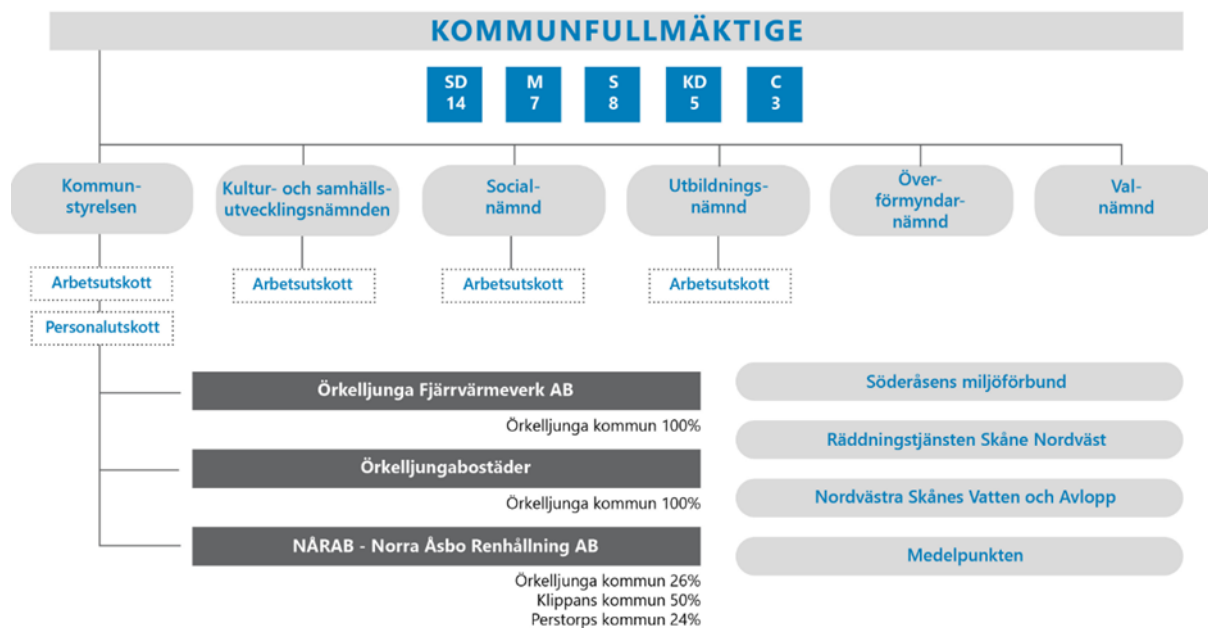 KOMMUNFULLMÄKTIGE
SD
14
M
7
S
8
KD
5
C
3
Kommun-
styrelsen
Kultur- och samhälls-
utvecklingsnämnden
Social-
nämnd
Utbildnings-
nämnd
Över-
förmyndar-
nämnd
Val-
nämnd
Arbetsutskott
Arbetsutskott
Arbetsutskott
Arbetsutskott
Personalutskott
Örkelljunga Fjärrvärmeverk AB
Örkelljunga kommun 100%
Örkelljungabostäder
Örkelljunga kommun 100%
NÅRAB - Norra Åsbo Renhållning AB
Örkelljunga kommun 26%
Klippans kommun 50%
Perstorps kommun 24%
Söderåsens miljöförbund
Räddningstjänsten Skåne Nordväst
Nordvästra Skånes Vatten och Avlopp
Medelpunkten